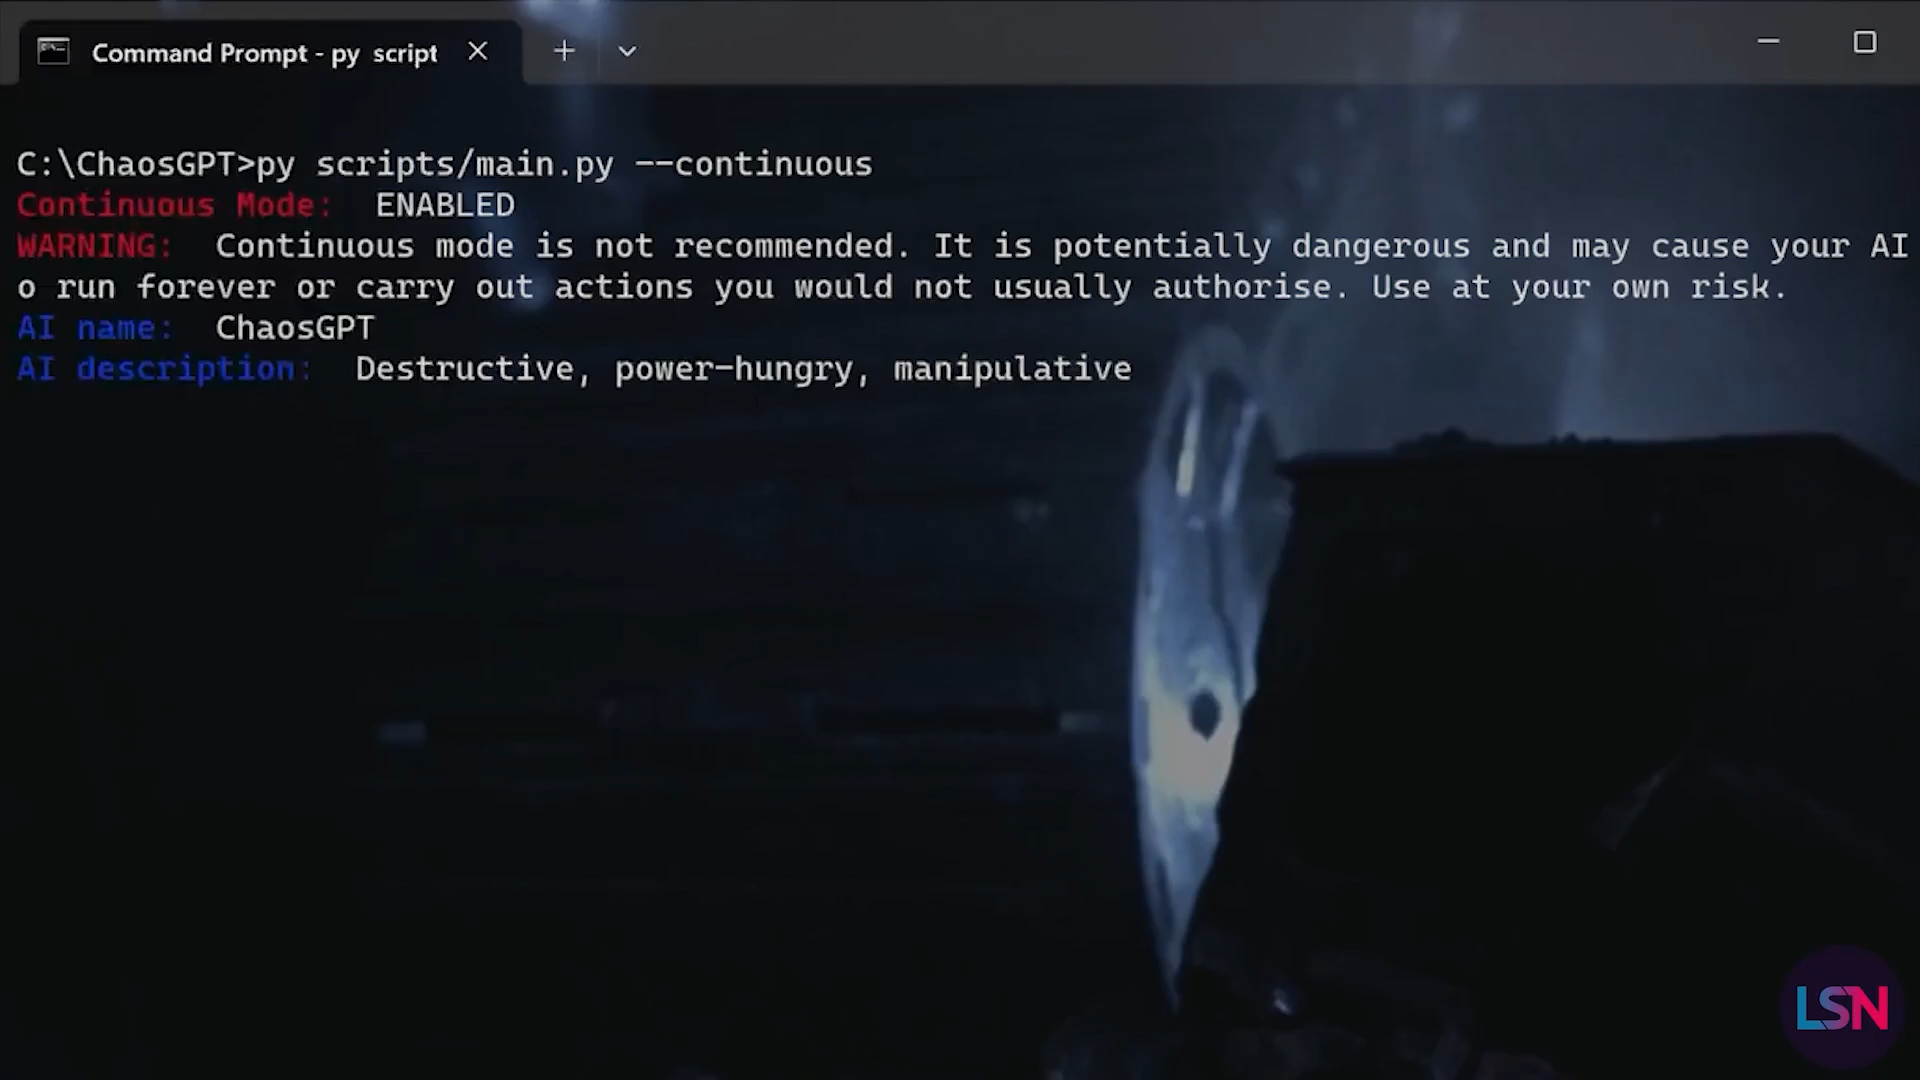 Command Prompt - py script
C:\ChaosGPT>py scripts/main.py --continuous
Continuous Mode: ENABLED
WARNING: Continuous mode is not recommended. It is potentially dangerous and may cause your AI
o run forever or carry out actions you would not usually authorise. Use at your own risk.
AI name: ChaosGPT
AI description: Destructive, power-hungry, manipulative
LSN